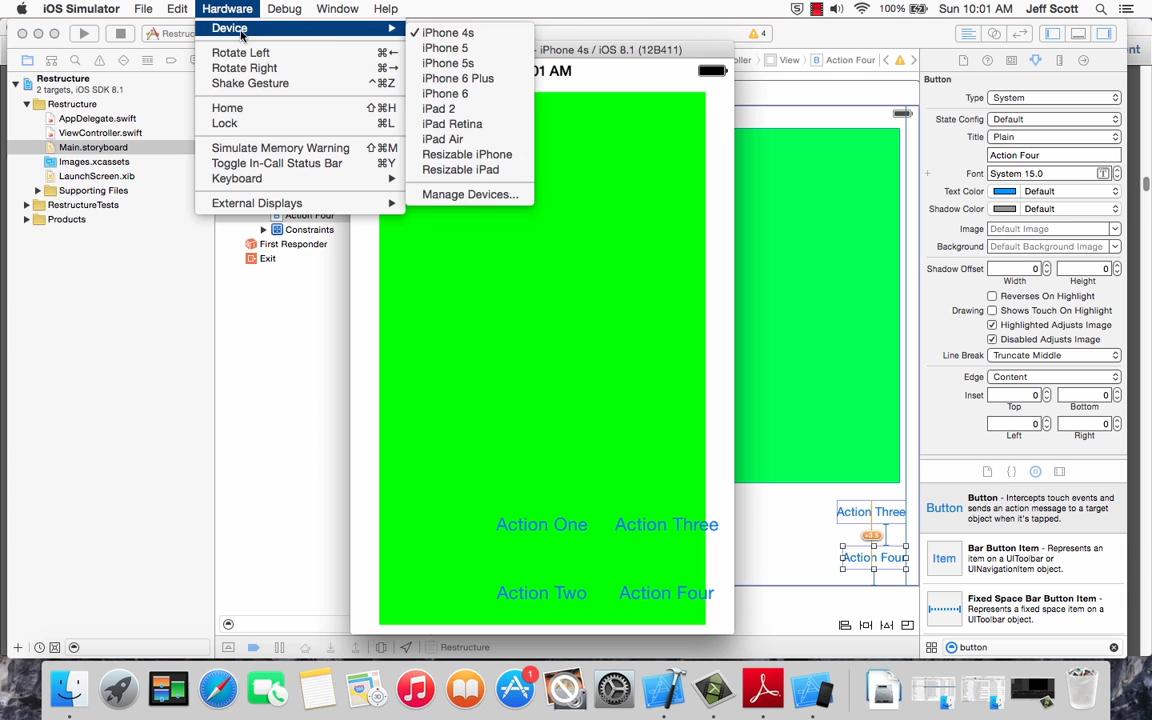 iOS Simulator File Edit Hardware Debug Window Help
100% Sun 10:01 AM Jeff Scott
Device
Rotate Left ⌘←
Rotate Right ⌘→
Shake Gesture ^⌘Z
Home ⇧⌘H
Lock ⌘L
Simulate Memory Warning ⇧⌘M
Toggle In-Call Status Bar ⌘Y
Keyboard
External Displays
✓ iPhone 4s
iPhone 5
iPhone 5s
iPhone 6 Plus
iPhone 6
iPad 2
iPad Retina
iPad Air
Resizable iPhone
Resizable iPad
Manage Devices...
- iPhone 4s / iOS 8.1 (12B411)
01 AM
4
View B Action Four
Restructure
2 targets, iOS SDK 8.1
Restructure
AppDelegate.swift
ViewController.swift
Main.storyboard
Images.xcassets
LaunchScreen.xib
Supporting Files
RestructureTests
Products
B Action Four
Constraints
First Responder
Exit
Action One Action Three
Action Two Action Four
Action Three
Action Four
Restructure
Button
Type System
State Config Default
Title Plain
Action Four
Font System 15.0
Text Color Default
Shadow Color Default
Image Default Image
Background Default Background Image
Shadow Offset 0 0
Width Height
Reverses On Highlight
Drawing Shows Touch On Highlight
Highlighted Adjusts Image
Disabled Adjusts Image
Line Break Truncate Middle
Edge Content
Inset 0 0
Top Bottom
0 0
Left Right
Button
Button - Intercepts touch events and
sends an action message to a target
object when it's tapped.
Item
Bar Button Item - Represents an
item on a UIToolbar or
UINavigationItem object.
Fixed Space Bar Button Item -
Represents a fixed space item on a
UIToolbar object.
button
1